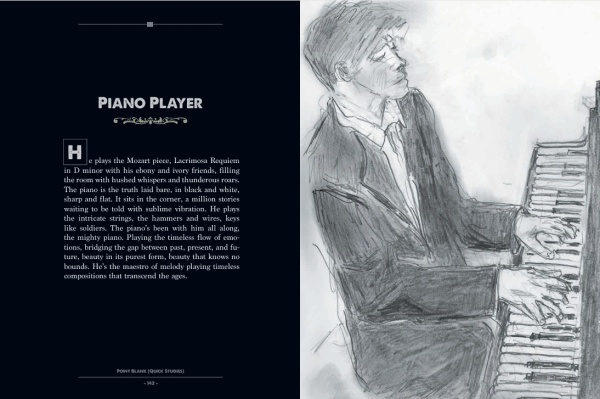 PIANO PLAYER
He plays the Mozart piece, Lacrimosa Requiem
in D minor with his ebony and ivory friends, filling
the room with hushed whispers and thunderous roars.
The piano is the truth laid bare, in black and white,
sharp and flat. It sits in the corner, a million stories
waiting to be told with sublime vibration. He plays
the intricate strings, the hammers and wires, keys
like soldiers. The piano's been with him all along,
the mighty piano. Playing the timeless flow of emo-
tions, bridging the gap between past, present, and fu-
ture, beauty in its purest form, beauty that knows no
bounds. He's the maestro of melody playing timeless
compositions that transcend the ages.
POINT BLANK (QUICK STUDIES)
- 145 -